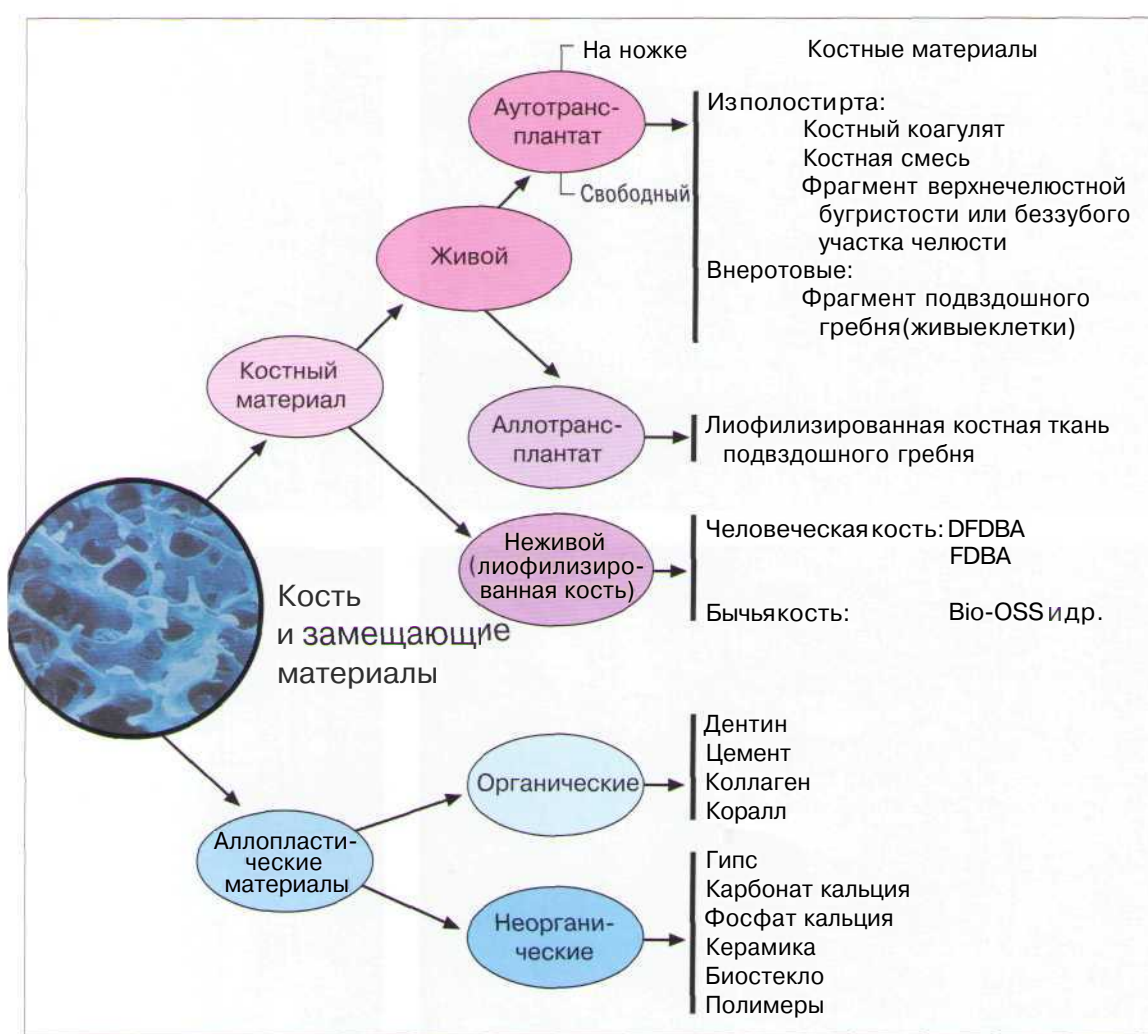 На ножке
Костные материалы
Аутотранс-
плантат
Свободный
Изполостирта:
Костный коагулят
Костная смесь
Фрагмент верхнечелюстной
бугристости или беззубого
участка челюсти
Внеротовые:
Фрагмент подвздошного
гребня(живыеклетки)
Живой
Костный
материал
Аллотранс-
плантат
Лиофилизированная костная ткань
подвздошного гребня
Неживой
(лиофилизиро-
ванная кость)
Человеческая кость: DFDBA
FDBA
Бычьякость: Bio-OSS и др.
Кость
и замещающие
материалы
Органические
Дентин
Цемент
Коллаген
Коралл
Аллопласти-
ческие
материалы
Неоргани-
ческие
Гипс
Карбонат кальция
Фосфат кальция
Керамика
Биостекло
Полимеры